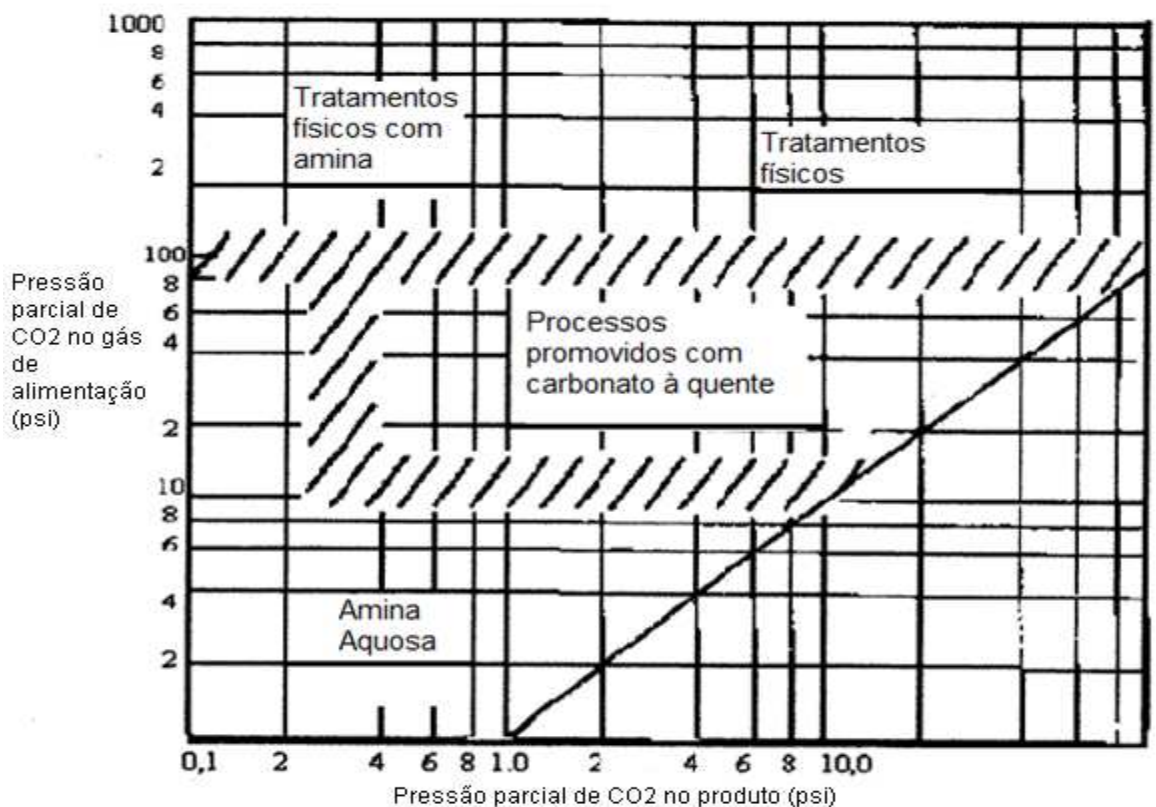 1000
8
6
4
2
100
8
6
4
2
10
8
6
4
2
Tratamentos
físicos com
amina
Tratamentos
físicos
Pressão
parcial de
CO2 no gás
de
alimentação
(psi)
Processos
promovidos com
carbonato à quente
Amina
Aquosa
0,1 2 4 6 8 1.0 2 4 6 8 10,0
Pressão parcial de CO2 no produto (psi)